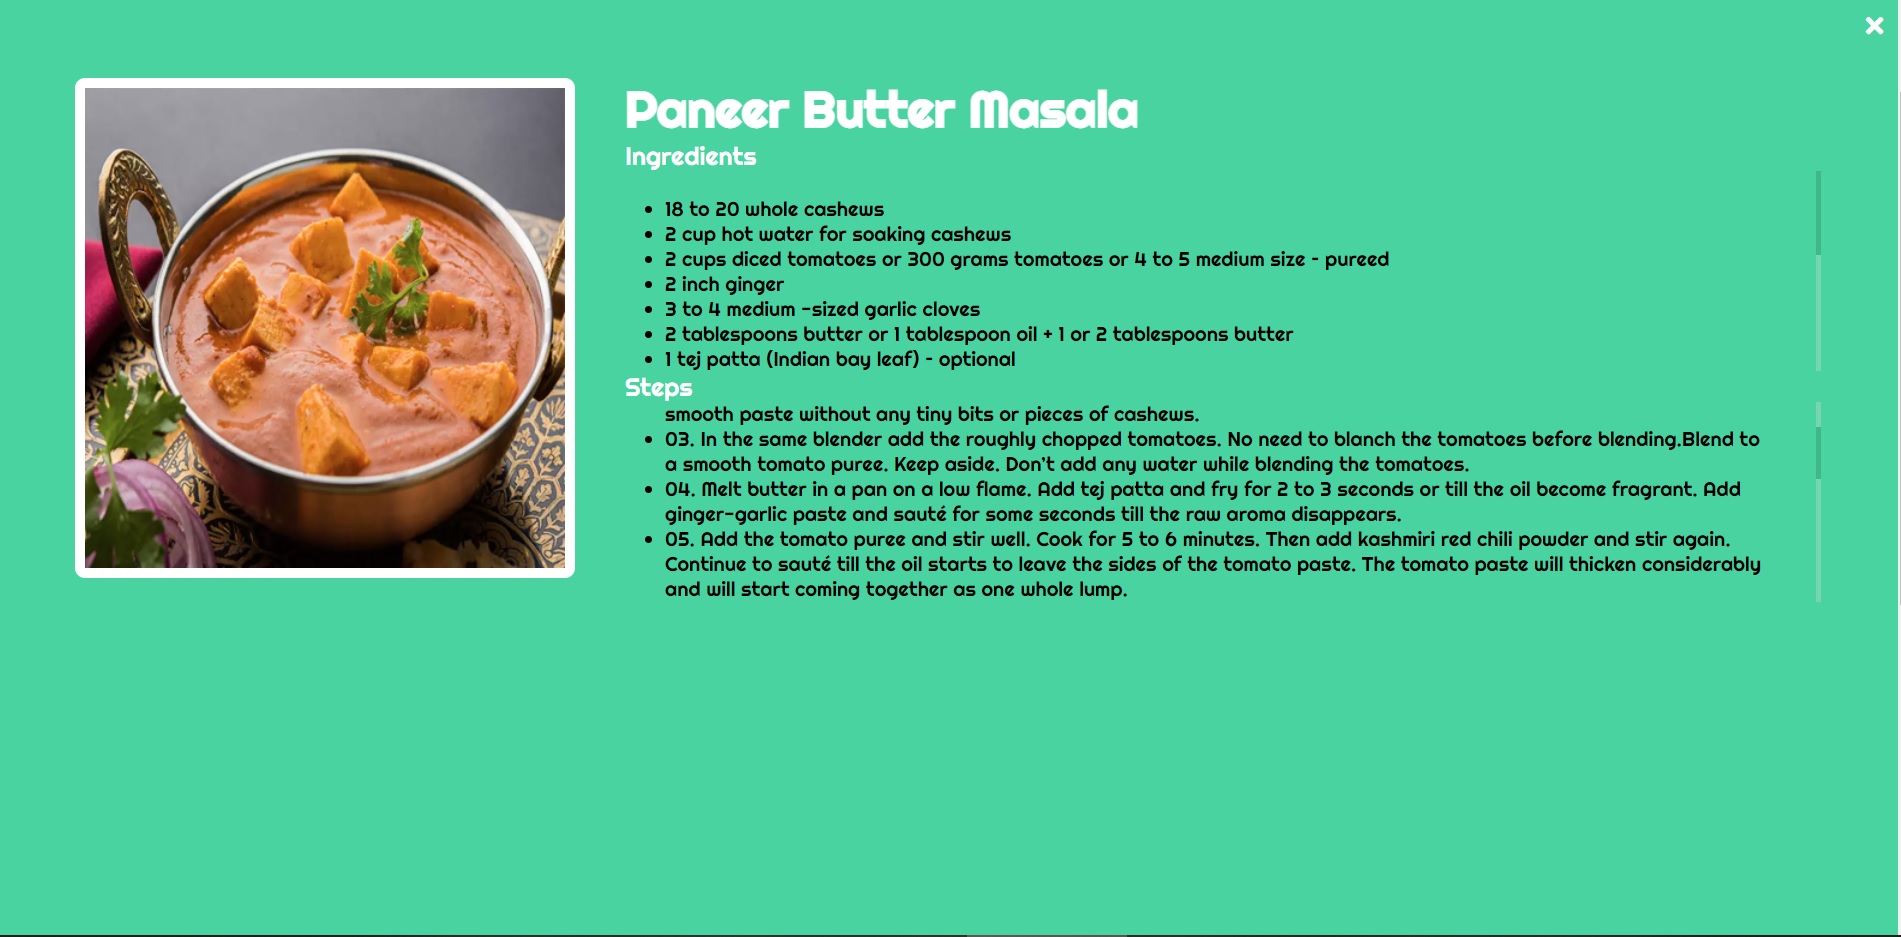 Paneer Butter Masala
Ingredients
18 to 20 whole cashews
2 cup hot water for soaking cashews
2 cups diced tomatoes or 300 grams tomatoes or 4 to 5 medium size - pureed
2 inch ginger
3 to 4 medium -sized garlic cloves
2 tablespoons butter or 1 tablespoon oil + 1 or 2 tablespoons butter
1 tej patta (Indian bay leaf) - optional
Steps
smooth paste without any tiny bits or pieces of cashews.
03. In the same blender add the roughly chopped tomatoes. No need to blanch the tomatoes before blending.Blend to
a smooth tomato puree. Keep aside. Don't add any water while blending the tomatoes.
04. Melt butter in a pan on a low flame. Add tej patta and fry for 2 to 3 seconds or till the oil become fragrant. Add
ginger-garlic paste and sauté for some seconds till the raw aroma disappears.
05. Add the tomato puree and stir well. Cook for 5 to 6 minutes. Then add kashmiri red chili powder and stir again.
Continue to sauté till the oil starts to leave the sides of the tomato paste. The tomato paste will thicken considerably
and will start coming together as one whole lump.